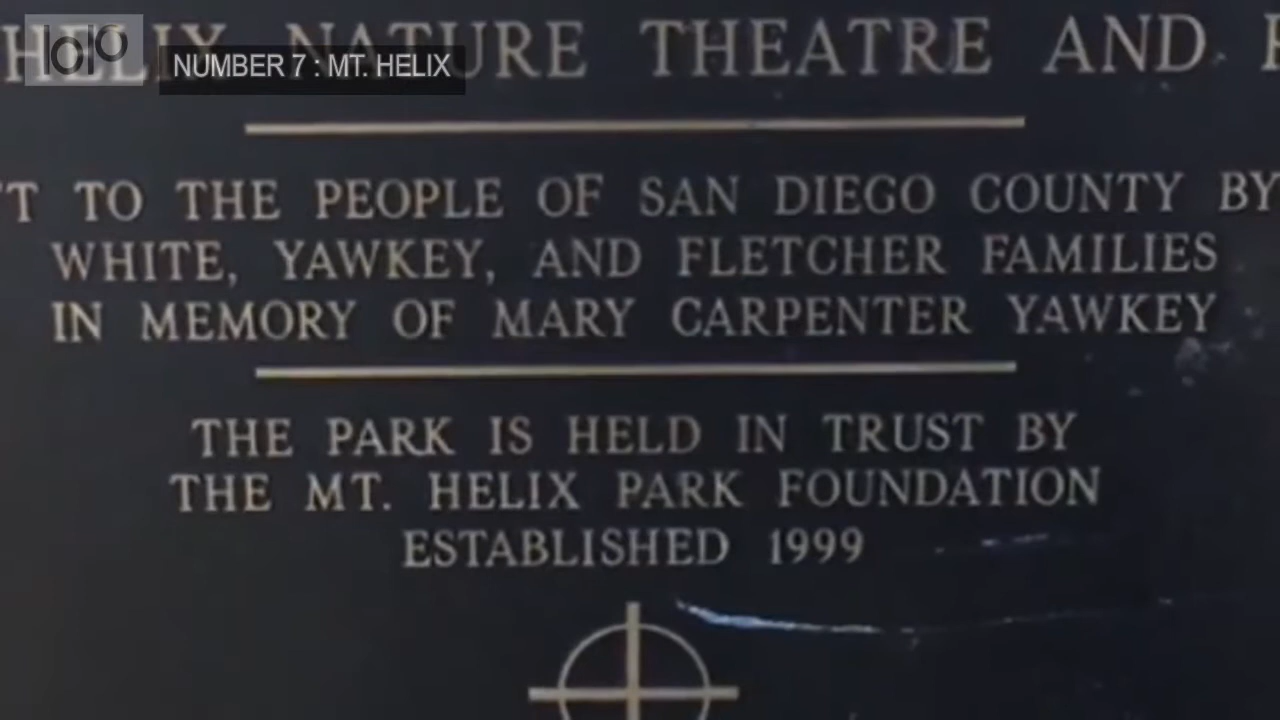 HELIX NATURE THEATRE AND
NUMBER 7 : MT. HELIX
TO THE PEOPLE OF SAN DIEGO COUNTY BY
WHITE, YAWKEY, AND FLETCHER FAMILIES
IN MEMORY OF MARY CARPENTER YAWKEY
THE PARK IS HELD IN TRUST BY
THE MT. HELIX PARK FOUNDATION
ESTABLISHED 1999